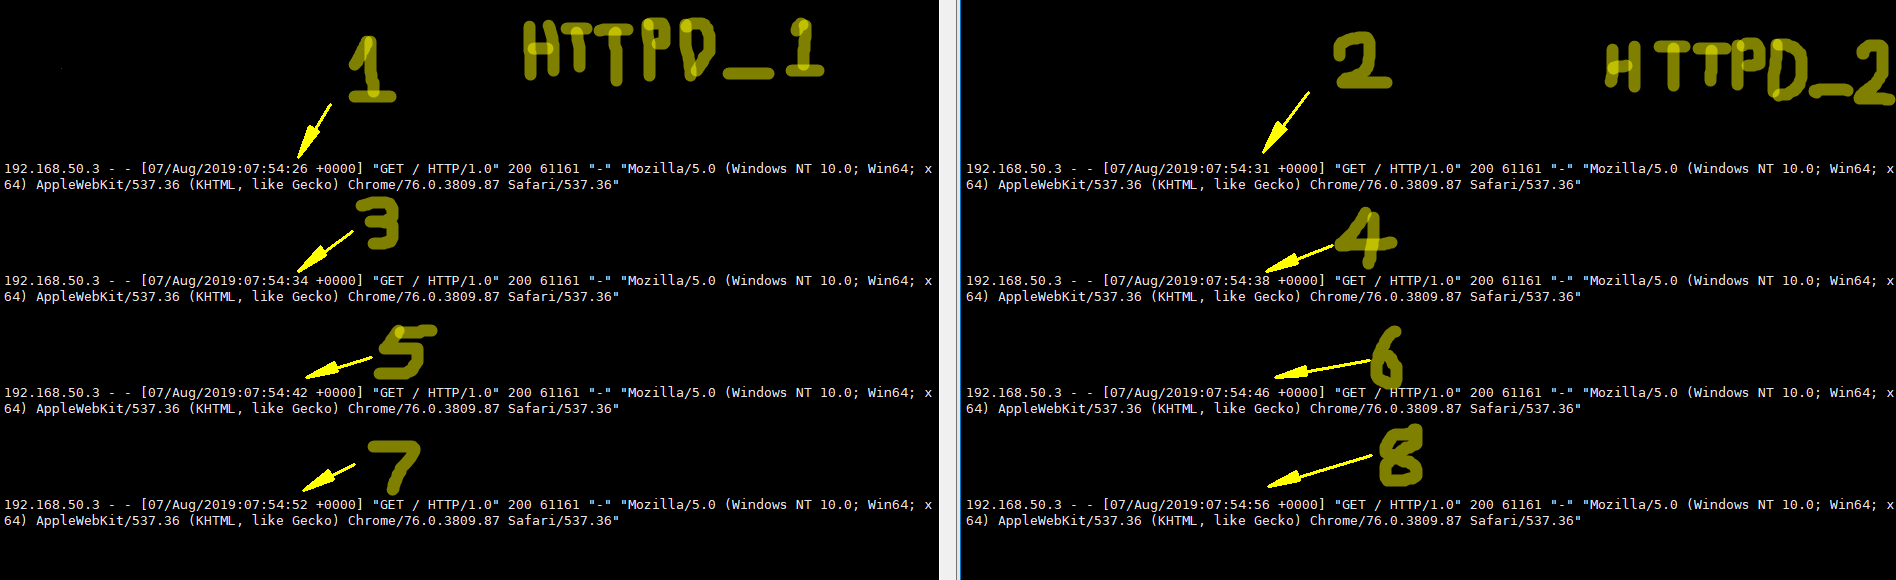 1
HTTPD_1
192.168.50.3 - - [07/Aug/2019:07:54:26 +0000] "GET / HTTP/1.0" 200 61161 "-" "Mozilla/5.0 (Windows NT 10.0; Win64; x
64) AppleWebKit/537.36 (KHTML, like Gecko) Chrome/76.0.3809.87 Safari/537.36"
3
192.168.50.3 - - [07/Aug/2019:07:54:34 +0000] "GET / HTTP/1.0" 200 61161 "-" "Mozilla/5.0 (Windows NT 10.0; Win64; x
64) AppleWebKit/537.36 (KHTML, like Gecko) Chrome/76.0.3809.87 Safari/537.36"
5
192.168.50.3 - - [07/Aug/2019:07:54:42 +0000] "GET / HTTP/1.0" 200 61161 "-" "Mozilla/5.0 (Windows NT 10.0; Win64; x
64) AppleWebKit/537.36 (KHTML, like Gecko) Chrome/76.0.3809.87 Safari/537.36"
7
192.168.50.3 - - [07/Aug/2019:07:54:52 +0000] "GET / HTTP/1.0" 200 61161 "-" "Mozilla/5.0 (Windows NT 10.0; Win64; x
64) AppleWebKit/537.36 (KHTML, like Gecko) Chrome/76.0.3809.87 Safari/537.36"
2
HTTPD_2
192.168.50.3 - - [07/Aug/2019:07:54:31 +0000] "GET / HTTP/1.0" 200 61161 "-" "Mozilla/5.0 (Windows NT 10.0; Win64; x
64) AppleWebKit/537.36 (KHTML, like Gecko) Chrome/76.0.3809.87 Safari/537.36"
4
192.168.50.3 - - [07/Aug/2019:07:54:38 +0000] "GET / HTTP/1.0" 200 61161 "-" "Mozilla/5.0 (Windows NT 10.0; Win64; x
64) AppleWebKit/537.36 (KHTML, like Gecko) Chrome/76.0.3809.87 Safari/537.36"
6
192.168.50.3 - - [07/Aug/2019:07:54:46 +0000] "GET / HTTP/1.0" 200 61161 "-" "Mozilla/5.0 (Windows NT 10.0; Win64; x
64) AppleWebKit/537.36 (KHTML, like Gecko) Chrome/76.0.3809.87 Safari/537.36"
8
192.168.50.3 - - [07/Aug/2019:07:54:56 +0000] "GET / HTTP/1.0" 200 61161 "-" "Mozilla/5.0 (Windows NT 10.0; Win64; x
64) AppleWebKit/537.36 (KHTML, like Gecko) Chrome/76.0.3809.87 Safari/537.36"